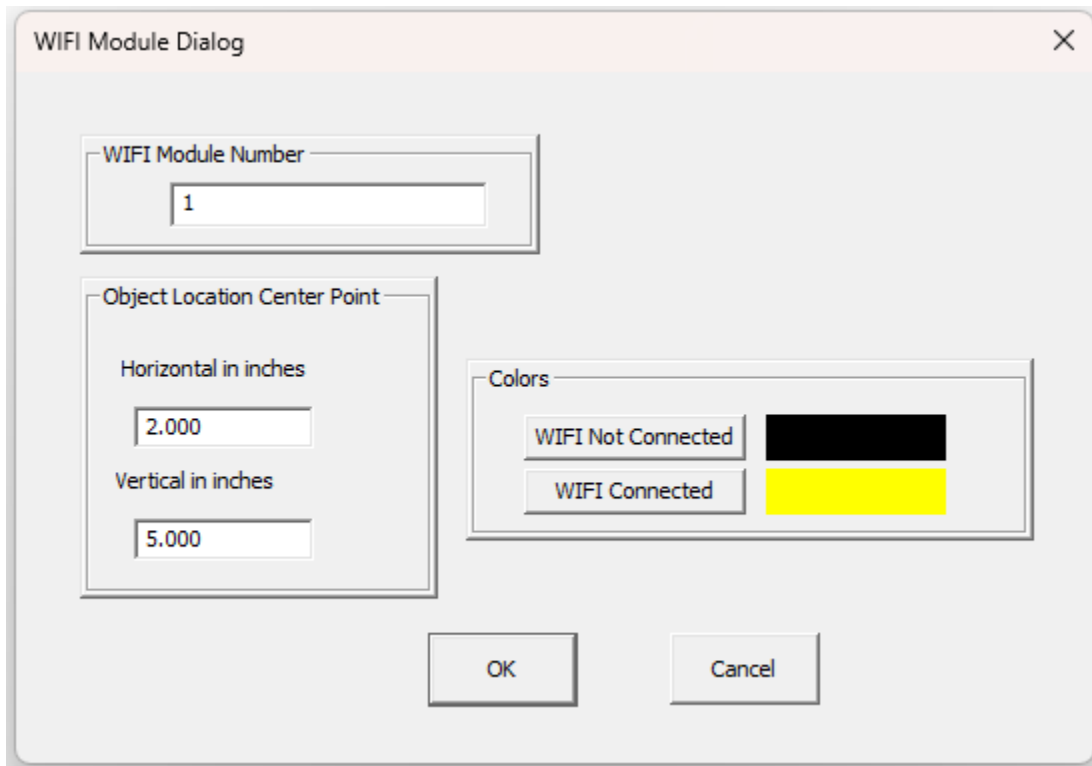 WIFI Module Dialog
WIFI Module Number
1
Object Location Center Point
Horizontal in inches
2.000
Vertical in inches
5.000
Colors
WIFI Not Connected
WIFI Connected
OK
Cancel